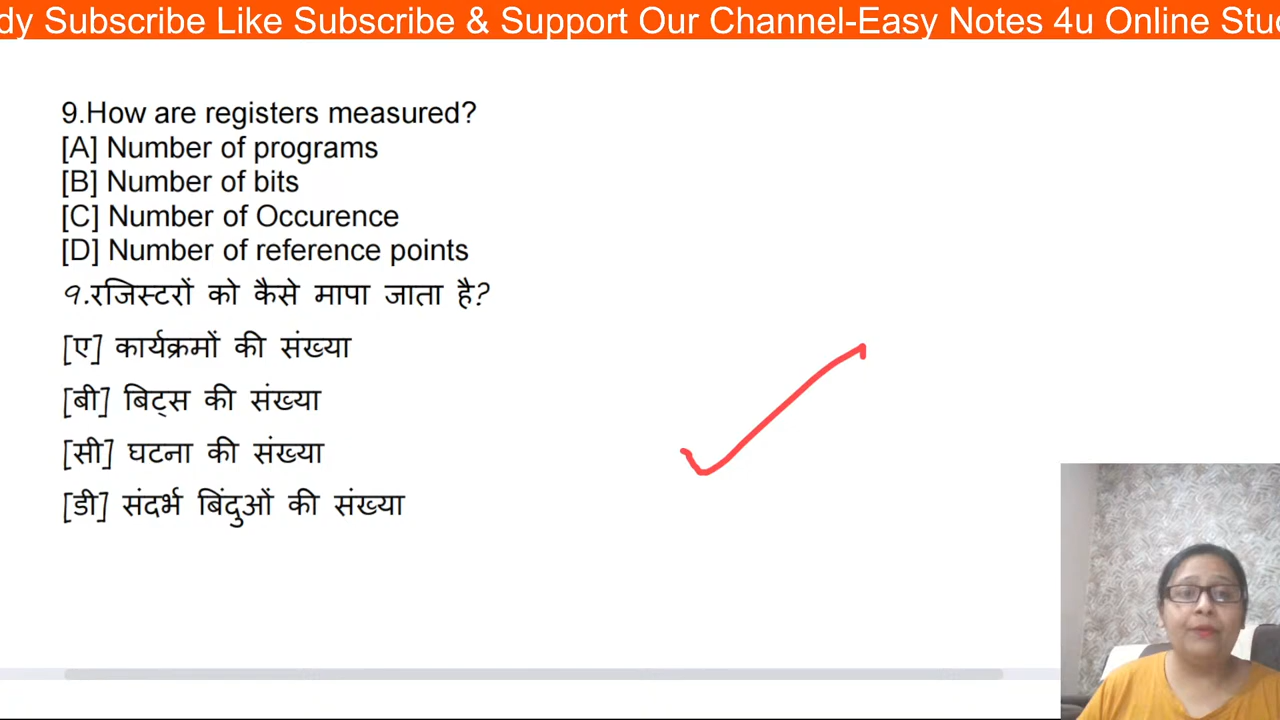 dy Subscribe Like Subscribe & Support Our Channel-Easy Notes 4u Online Stu
9.How are registers measured?
[A] Number of programs
[B] Number of bits
[C] Number of Occurence
[D] Number of reference points
९.रजिस्टरों को कैसे मापा जाता है?
[ए] कार्यक्रमों की संख्या
[बी] बिट्स की संख्या
[सी] घटना की संख्या
[डी] संदर्भ बिंदुओं की संख्या